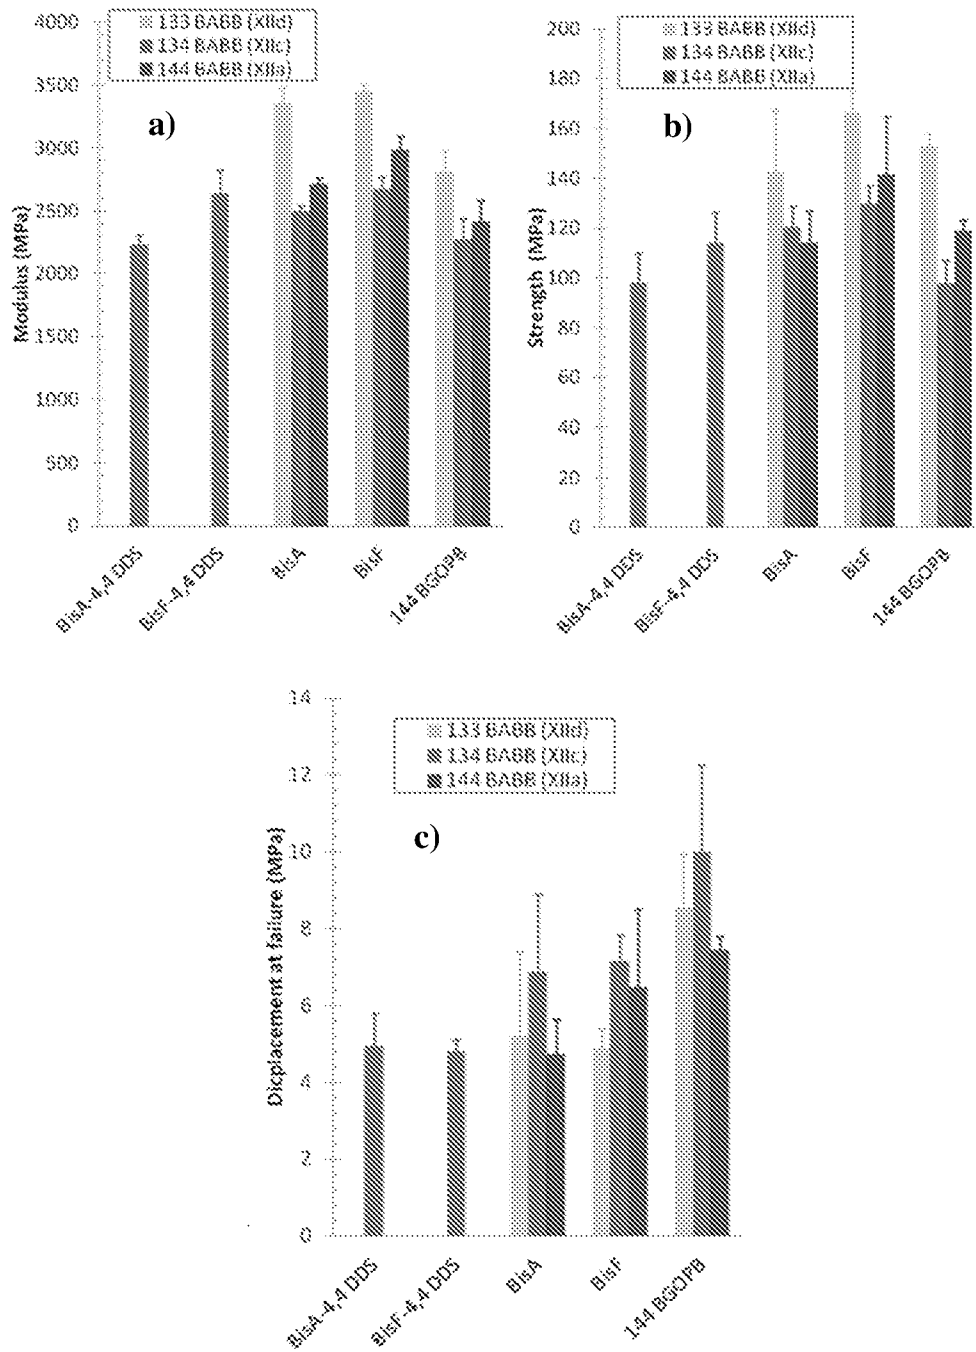 4000
3500
3000
2500
2000
1500
1000
500
0
Modulus (MPa)
133 BABB (XIId)
134 BABB (XIIc)
144 BABB (XIIa)
a)
BisA-4,4 DDS
BisF-4,4 DDS
BisA
BisF
144 BGOPB
200
180
160
140
120
100
80
60
40
20
0
Strength (MPa)
133 BABB (XIId)
134 BABB (XIIc)
144 BABB (XIIa)
b)
BisA-4,4 DDS
BisF-4,4 DDS
BisA
BisF
144 BGOPB
14
12
10
8
6
4
2
0
Dicplacement at failure (MPa)
133 BABB (XIId)
134 BABB (XIIc)
144 BABB (XIIa)
c)
BisA-4,4 DDS
BisF-4,4 DDS
BisA
BisF
144 BGOPB